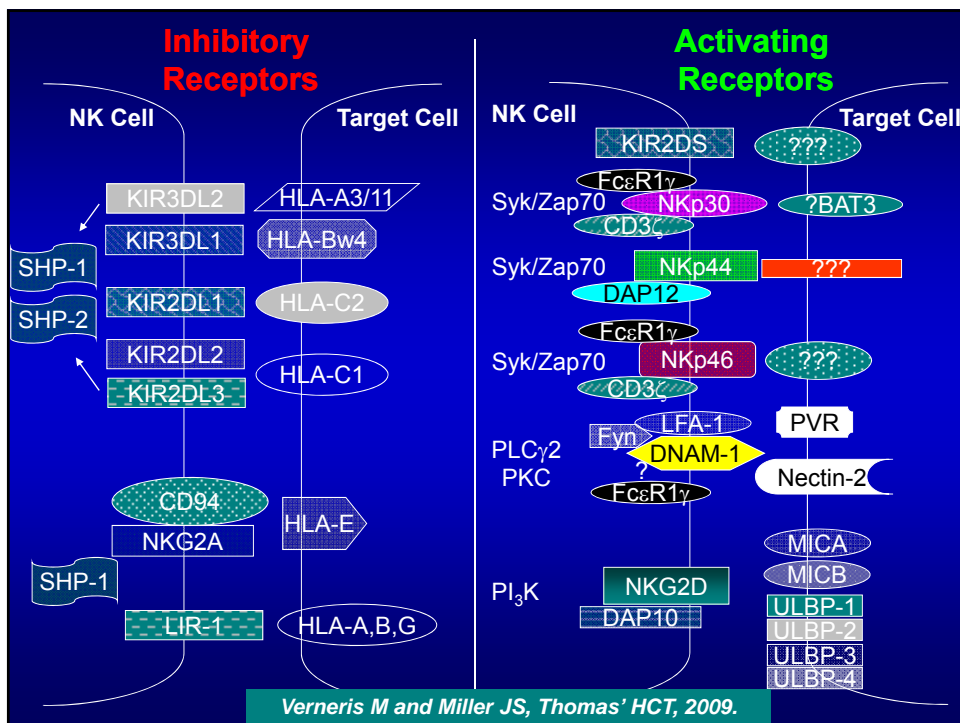 Inhibitory
Receptors
NK Cell
Target Cell
KIR3DL2
HLA-A3/11
KIR3DL1
HLA-Bw4
SHP-1
KIR2DL1
HLA-C2
SHP-2
KIR2DL2
HLA-C1
KIR2DL3
CD94
HLA-E
NKG2A
SHP-1
LIR-1
HLA-A,B,G
Activating
Receptors
NK Cell
Target Cell
KIR2DS
???
FcεR1γ
Syk/Zap70
NKp30
?BAT3
CD3ζ
Syk/Zap70
NKp44
???
DAP12
FcεR1γ
Syk/Zap70
NKp46
???
CD3ζ
LFA-1
PVR
Fyn
DNAM-1
PLCγ2
PKC
?
Nectin-2
FcεR1γ
MICA
MICB
PI₃K
NKG2D
ULBP-1
DAP10
ULBP-2
ULBP-3
ULBP-4
Verneris M and Miller JS, Thomas’ HCT, 2009.